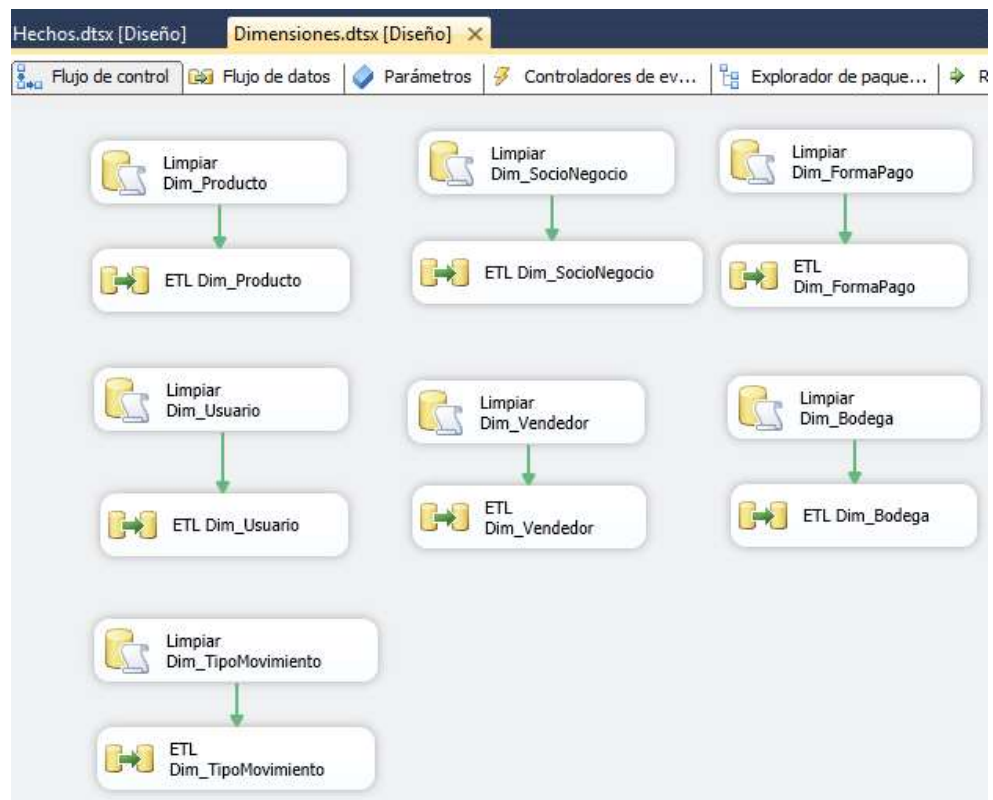 Hechos.dtsx [Diseño]
Dimensiones.dtsx [Diseño]
Flujo de control
Flujo de datos
Parámetros
Controladores de ev...
Explorador de paque...
R
Limpiar
Dim_Producto
Limpiar
Dim_SocioNegocio
Limpiar
Dim_FormaPago
ETL Dim_Producto
ETL Dim_SocioNegocio
ETL
Dim_FormaPago
Limpiar
Dim_Usuario
Limpiar
Dim_Vendedor
Limpiar
Dim_Bodega
ETL Dim_Usuario
ETL
Dim_Vendedor
ETL Dim_Bodega
Limpiar
Dim_TipoMovimiento
ETL
Dim_TipoMovimiento